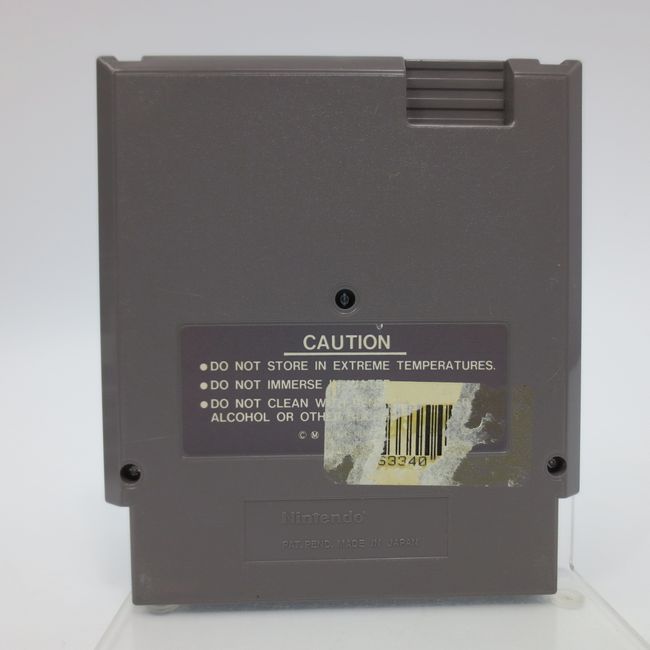 CAUTION
● DO NOT STORE IN EXTREME TEMPERATURES.
● DO NOT IMMERSE
● DO NOT CLEAN
ALCOHOL OR
© M
53340
Nintendo
PAT. PEND. MADE IN JAPAN